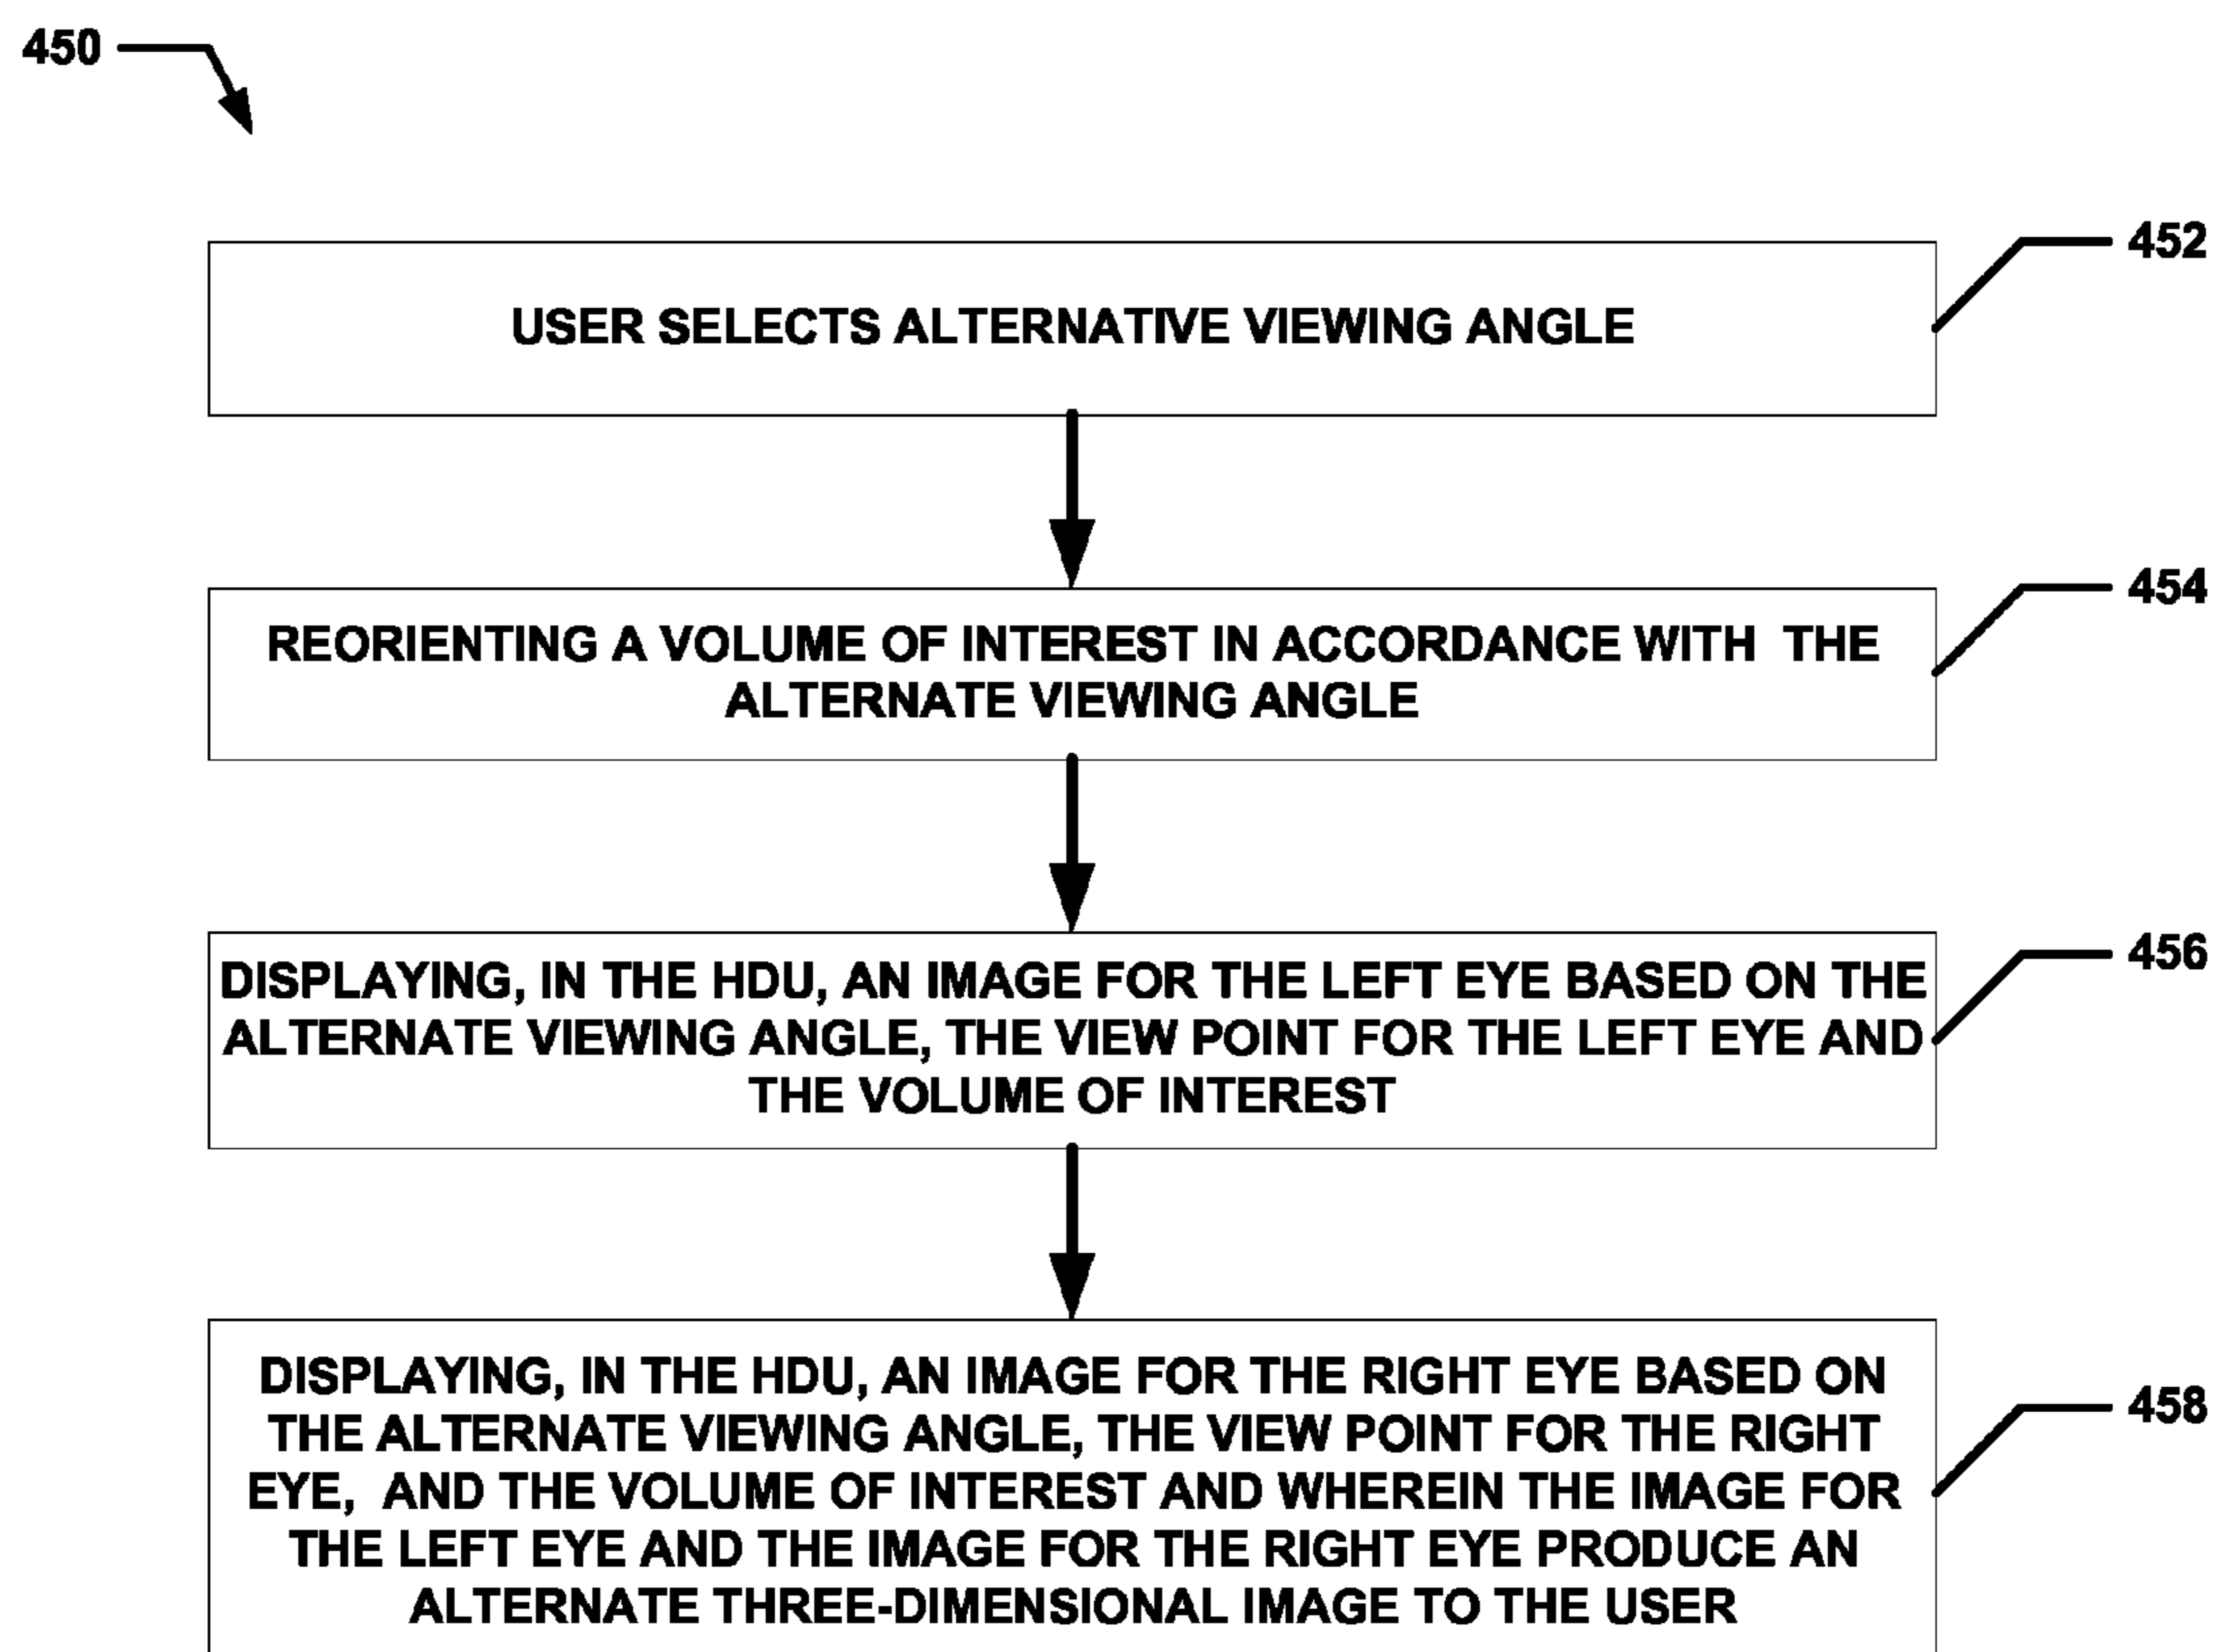 450
452
USER SELECTS ALTERNATIVE VIEWING ANGLE
454
REORIENTING A VOLUME OF INTEREST IN ACCORDANCE WITH THE
ALTERNATE VIEWING ANGLE
456
DISPLAYING, IN THE HDU, AN IMAGE FOR THE LEFT EYE BASED ON THE
ALTERNATE VIEWING ANGLE, THE VIEW POINT FOR THE LEFT EYE AND
THE VOLUME OF INTEREST
458
DISPLAYING, IN THE HDU, AN IMAGE FOR THE RIGHT EYE BASED ON
THE ALTERNATE VIEWING ANGLE, THE VIEW POINT FOR THE RIGHT
EYE, AND THE VOLUME OF INTEREST AND WHEREIN THE IMAGE FOR
THE LEFT EYE AND THE IMAGE FOR THE RIGHT EYE PRODUCE AN
ALTERNATE THREE-DIMENSIONAL IMAGE TO THE USER